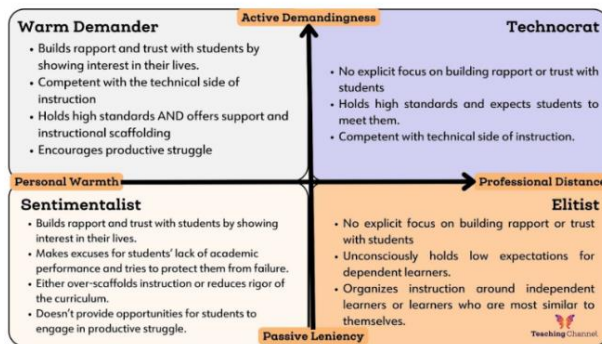 Active Demandingness
Warm Demander
• Builds rapport and trust with students by
showing interest in their lives.
• Competent with the technical side of
instruction
• Holds high standards AND offers support and
instructional scaffolding
• Encourages productive struggle
Technocrat
• No explicit focus on building rapport or trust with
students
• Holds high standards and expects students to
meet them.
• Competent with technical side of instruction.
Personal Warmth
Professional Distance
Sentimentalist
• Builds rapport and trust with students by showing
interest in their lives.
• Makes excuses for students' lack of academic
performance and tries to protect them from failure.
• Either over-scaffolds instruction or reduces rigor of
the curriculum.
• Doesn't provide opportunities for students to
engage in productive struggle.
Elitist
• No explicit focus on building rapport or trust
with students
• Unconsciously holds low expectations for
dependent learners.
• Organizes instruction around independent
learners or learners who are most similar to
themselves.
Passive Leniency
Teaching Channel